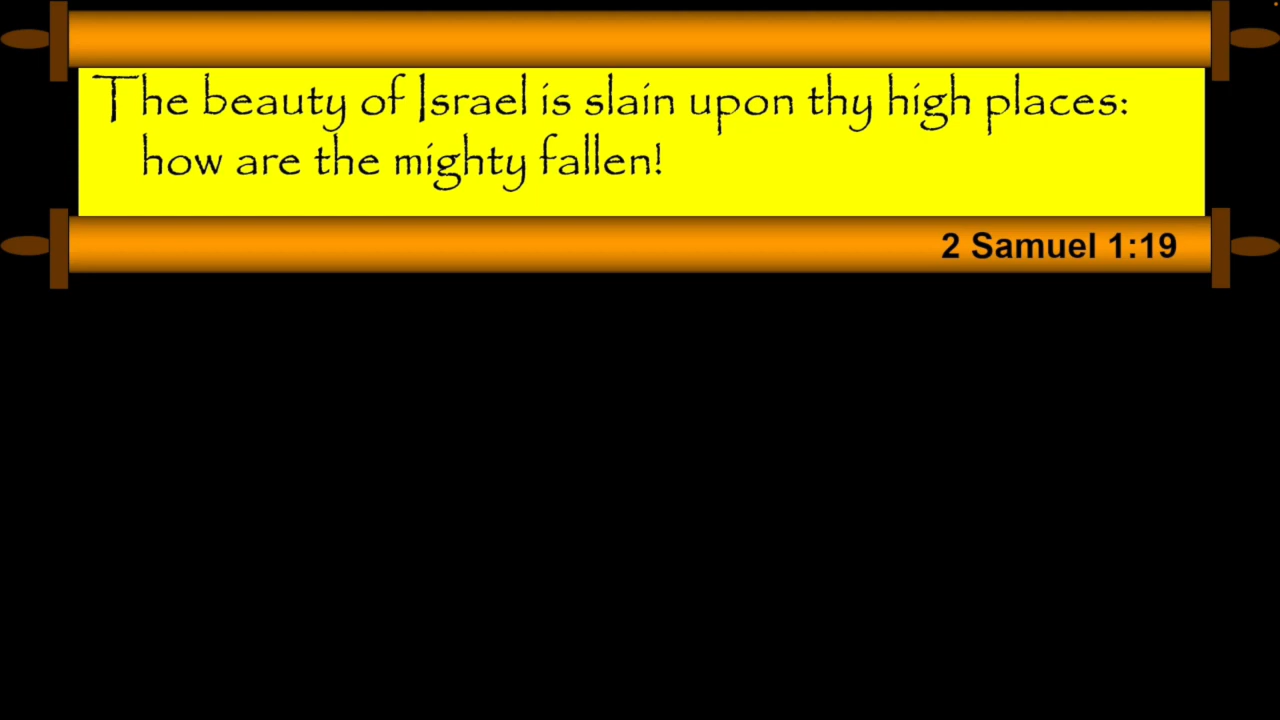 The beauty of Israel is slain upon thy high places:
how are the mighty fallen!
2 Samuel 1:19